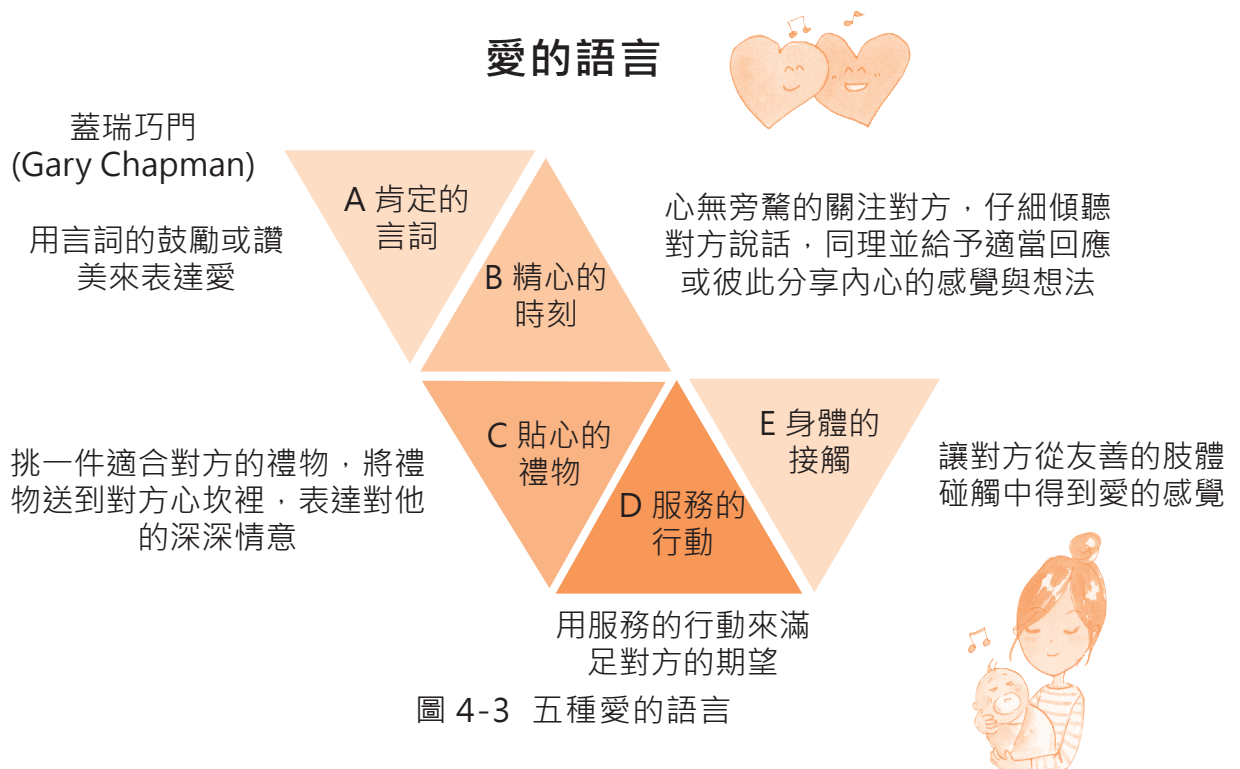 愛的語言
蓋瑞巧門
(Gary Chapman)
A 肯定的
言詞
用言詞的鼓勵或讚
美來表達愛
B 精心的
時刻
心無旁騖的關注對方，仔細傾聽
對方說話，同理並給予適當回應
或彼此分享內心的感覺與想法
C 貼心的
禮物
挑一件適合對方的禮物，將禮
物送到對方心坎裡，表達對他
的深深情意
D 服務的
行動
用服務的行動來滿
足對方的期望
E 身體的
接觸
讓對方從友善的肢體
碰觸中得到愛的感覺
圖 4-3 五種愛的語言